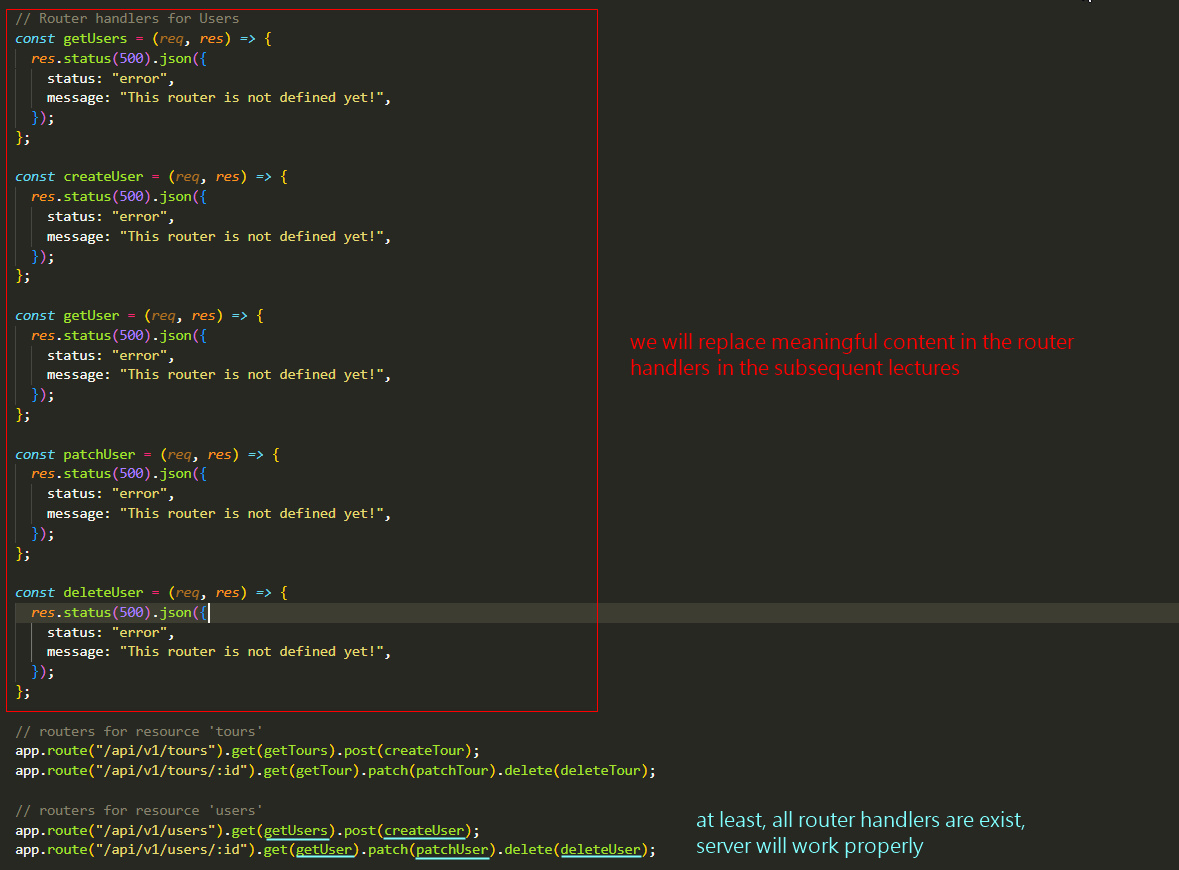 // Router handlers for Users
const getUsers = (req, res) => {
  res.status(500).json({
    status: "error",
    message: "This router is not defined yet!",
  });
};

const createUser = (req, res) => {
  res.status(500).json({
    status: "error",
    message: "This router is not defined yet!",
  });
};

const getUser = (req, res) => {
  res.status(500).json({
    status: "error",
    message: "This router is not defined yet!",
  });
};

const patchUser = (req, res) => {
  res.status(500).json({
    status: "error",
    message: "This router is not defined yet!",
  });
};

const deleteUser = (req, res) => {
  res.status(500).json({
    status: "error",
    message: "This router is not defined yet!",
  });
};

we will replace meaningful content in the router
handlers in the subsequent lectures

// routers for resource 'tours'
app.route("/api/v1/tours").get(getTours).post(createTour);
app.route("/api/v1/tours/:id").get(getTour).patch(patchTour).delete(deleteTour);

// routers for resource 'users'
app.route("/api/v1/users").get(getUsers).post(createUser);
app.route("/api/v1/users/:id").get(getUser).patch(patchUser).delete(deleteUser);

at least, all router handlers are exist,
server will work properly